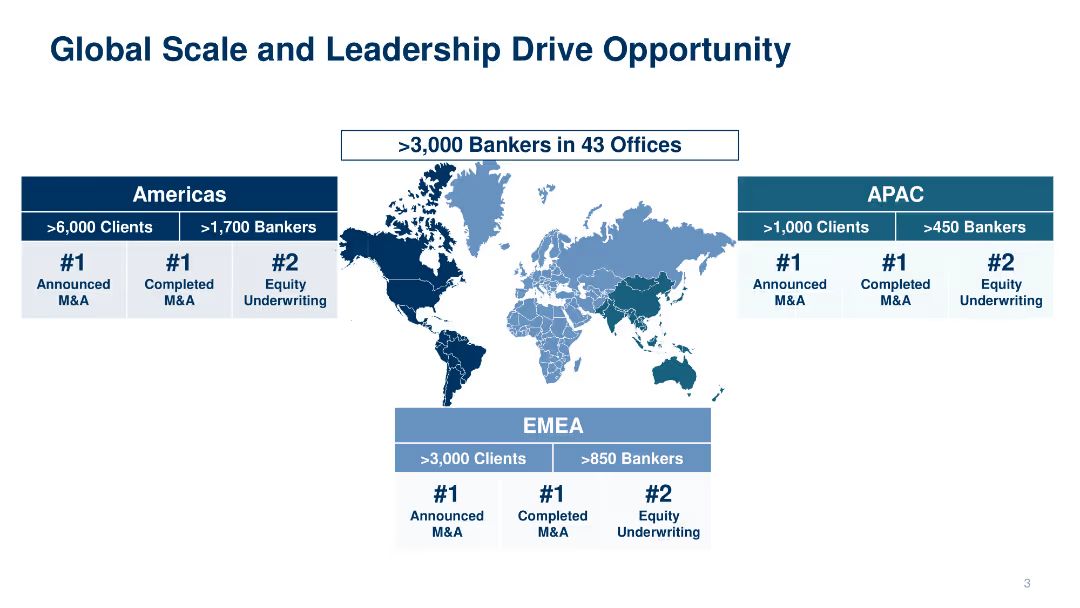 Global Scale and Leadership Drive Opportunity
>3,000 Bankers in 43 Offices
Americas
>6,000 Clients
>1,700 Bankers
#1
Announced
M&A
#1
Completed
M&A
#2
Equity
Underwriting
APAC
>1,000 Clients
>450 Bankers
#1
Announced
M&A
#1
Completed
M&A
#2
Equity
Underwriting
EMEA
>3,000 Clients
>850 Bankers
#1
Announced
M&A
#1
Completed
M&A
#2
Equity
Underwriting
3